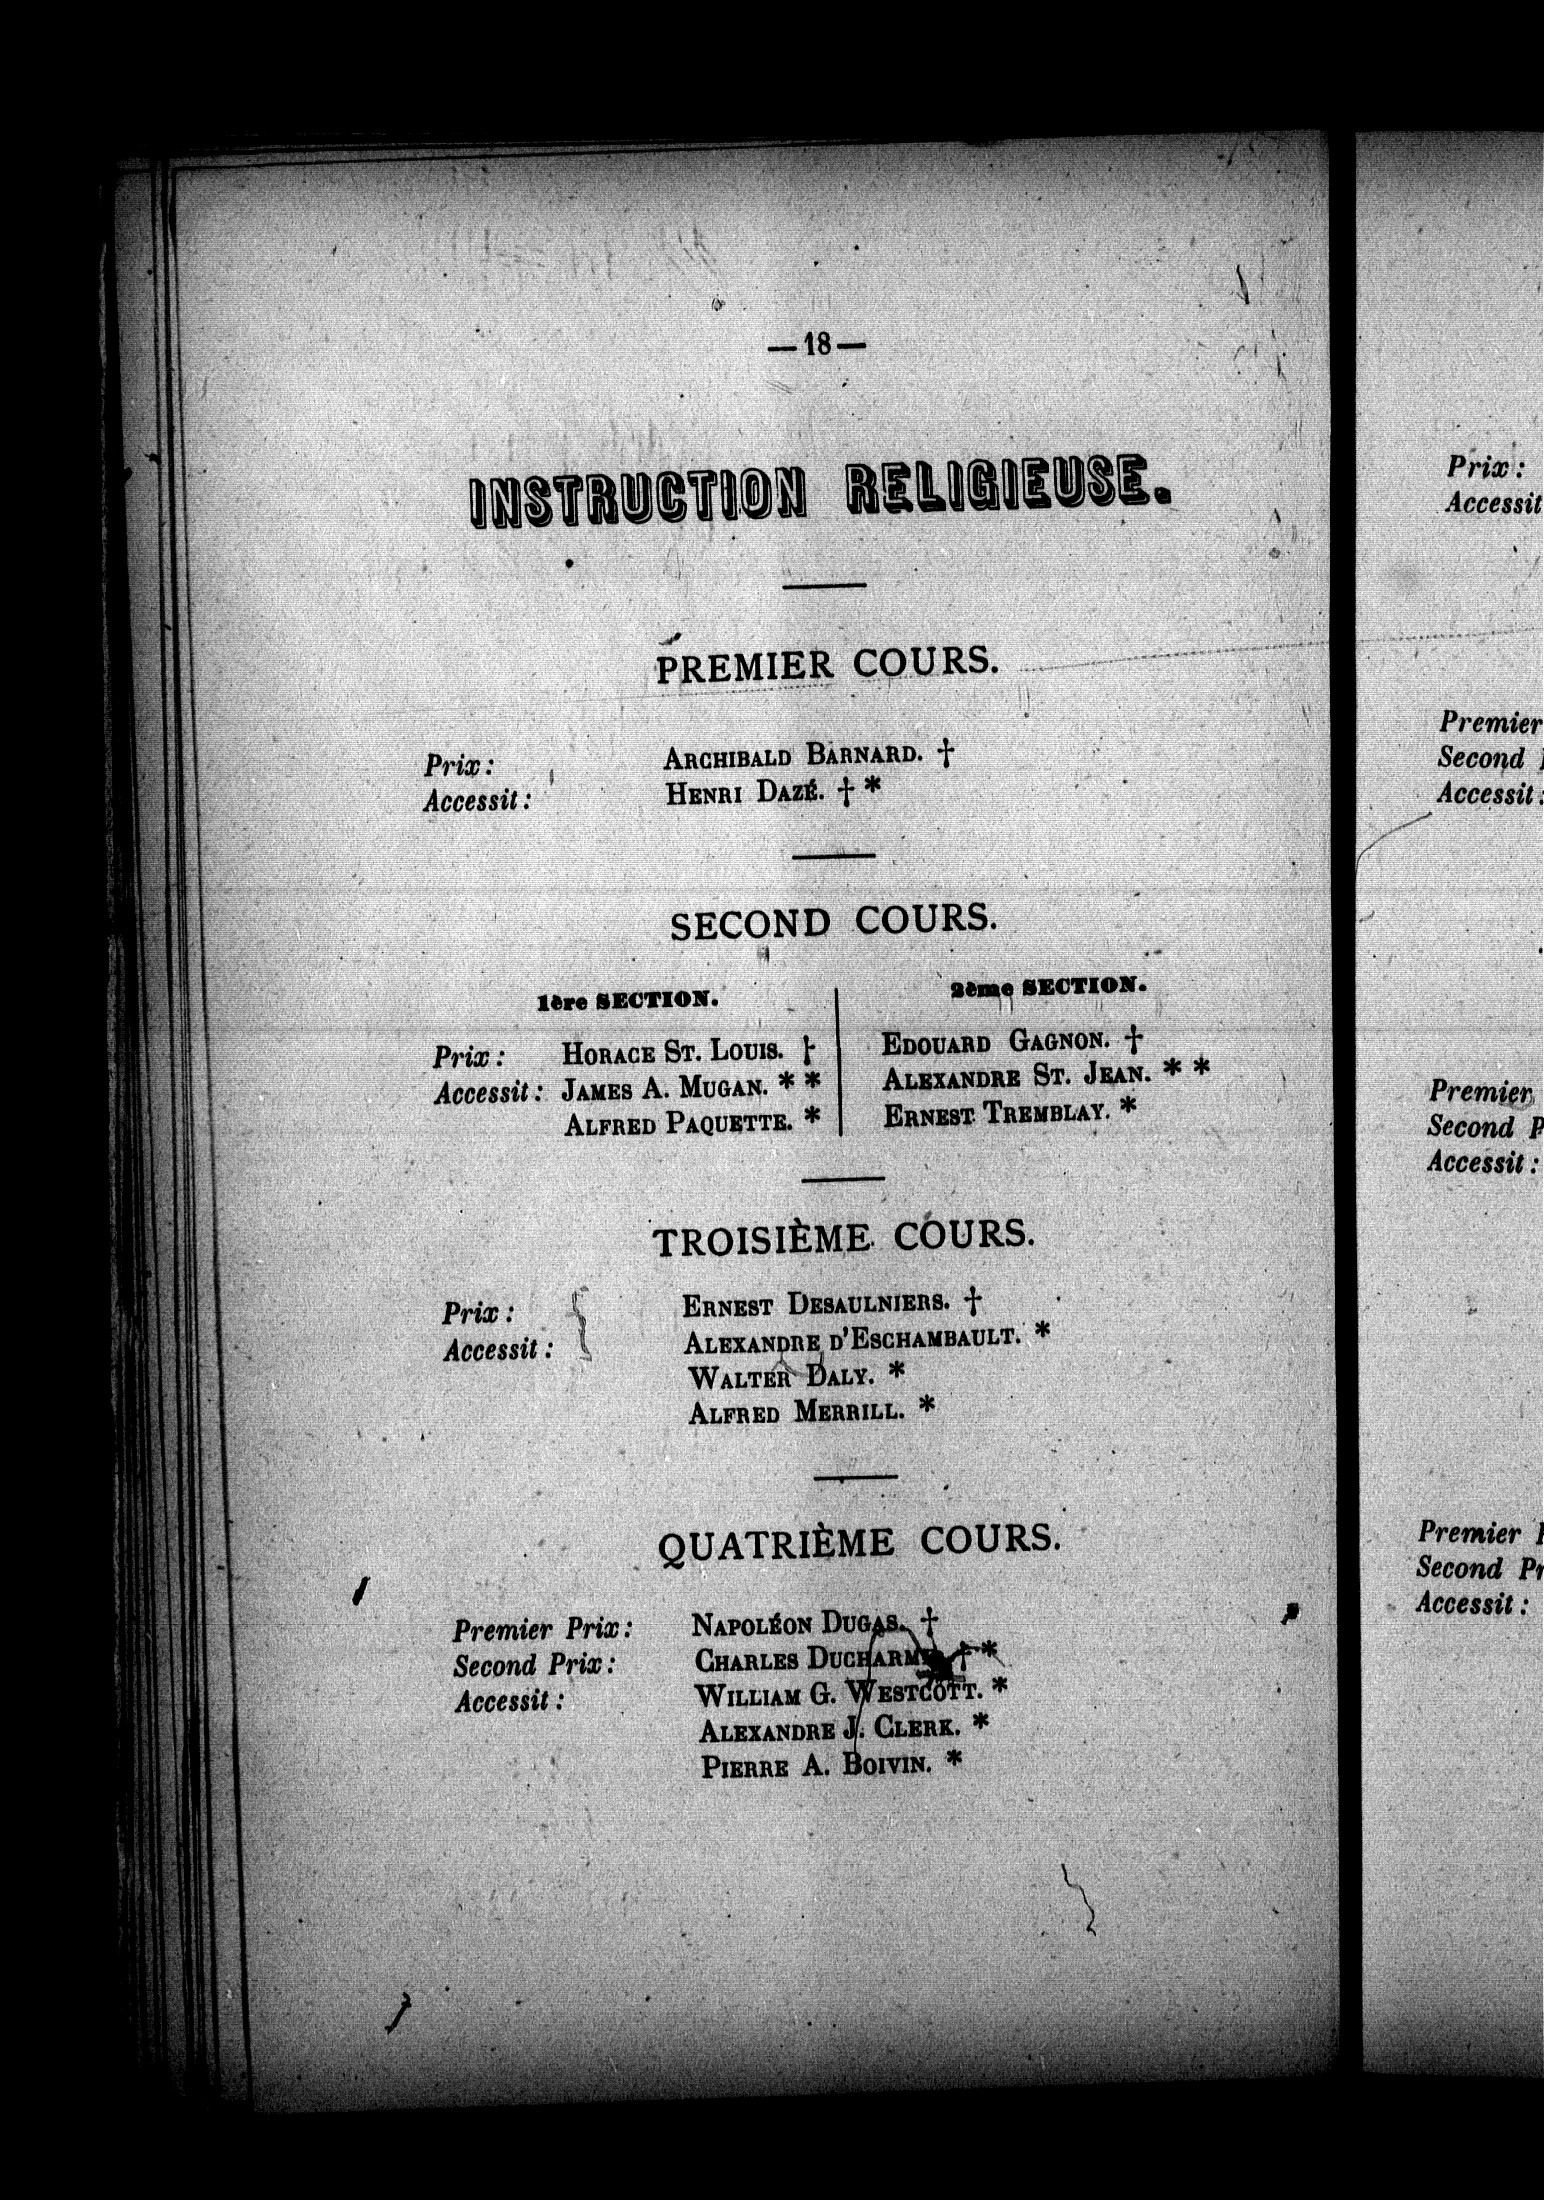 —18—
INSTRUCTION RELIGIEUSE.
PREMIER COURS.
Prix: ARCHIBALD BARNARD. †
Accessit: HENRI DAZÉ. † *
SECOND COURS.
1ère SECTION.
Prix: HORACE ST. LOUIS. †
Accessit: JAMES A. MUGAN. * *
ALFRED PAQUETTE. *
2ème SECTION.
EDOUARD GAGNON. †
ALEXANDRE ST. JEAN. * *
ERNEST TREMBLAY. *
TROISIÈME COURS.
Prix: ERNEST DESAULNIERS. †
Accessit: ALEXANDRE D'ESCHAMBAULT. *
WALTER DALY. *
ALFRED MERRILL. *
QUATRIÈME COURS.
Premier Prix: NAPOLÉON DUGAS. †
Second Prix: CHARLES † *
Accessit: WILLIAM G. WESTCOTT. *
ALEXANDRE J. CLERK. *
PIERRE A. BOIVIN. *
Prix:
Accessit
Premier
Second
Accessit:
Premier
Second P
Accessit:
Premier
Second Pr
Accessit: